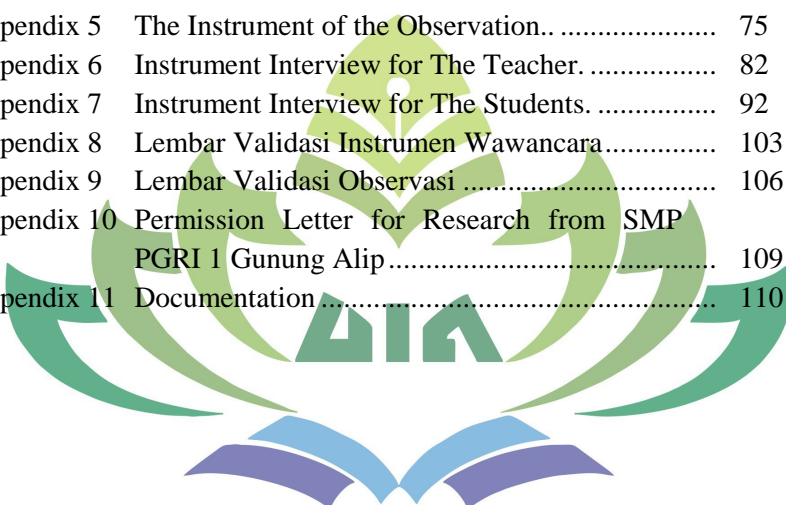 pendix 5 The Instrument of the Observation.. ..................... 75
pendix 6 Instrument Interview for The Teacher. ................. 82
pendix 7 Instrument Interview for The Students. ................ 92
pendix 8 Lembar Validasi Instrumen Wawancara............... 103
pendix 9 Lembar Validasi Observasi .................................. 106
pendix 10 Permission Letter for Research from SMP
PGRI 1 Gunung Alip............................................ 109
pendix 11 Documentation ..................................................... 110